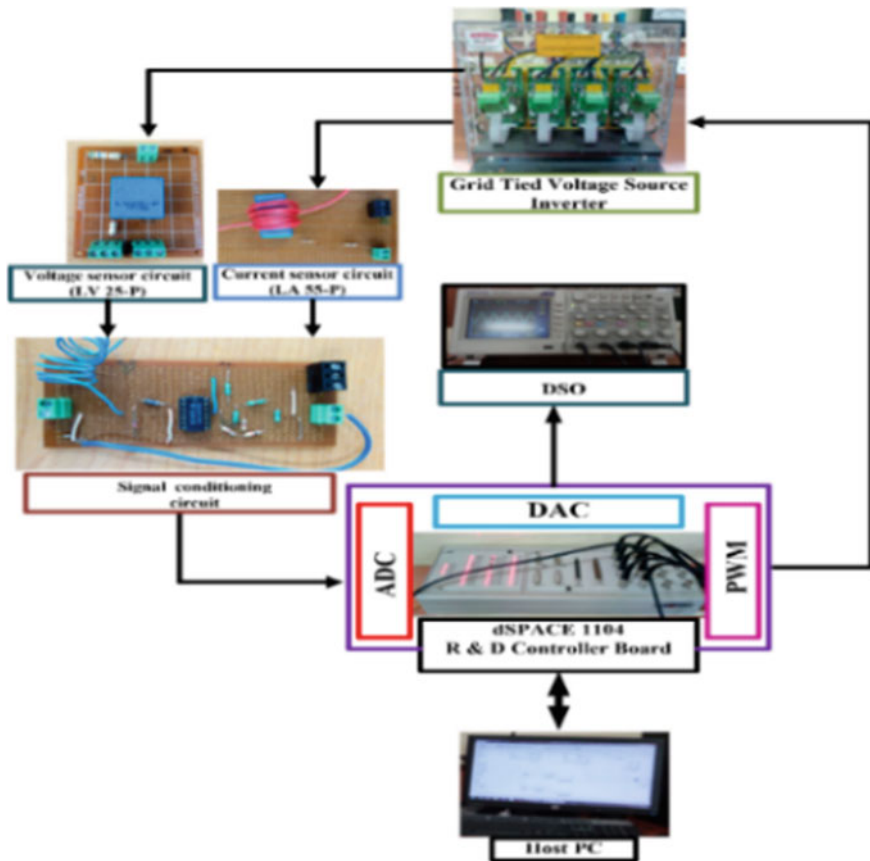 Grid Tied Voltage Source
Inverter
Voltage sensor circuit
(LV 25-P)
Current sensor circuit
(LA 55-P)
DSO
Signal conditioning
circuit
DAC
ADC
PWM
dSPACE 1104
R & D Controller Board
Host PC